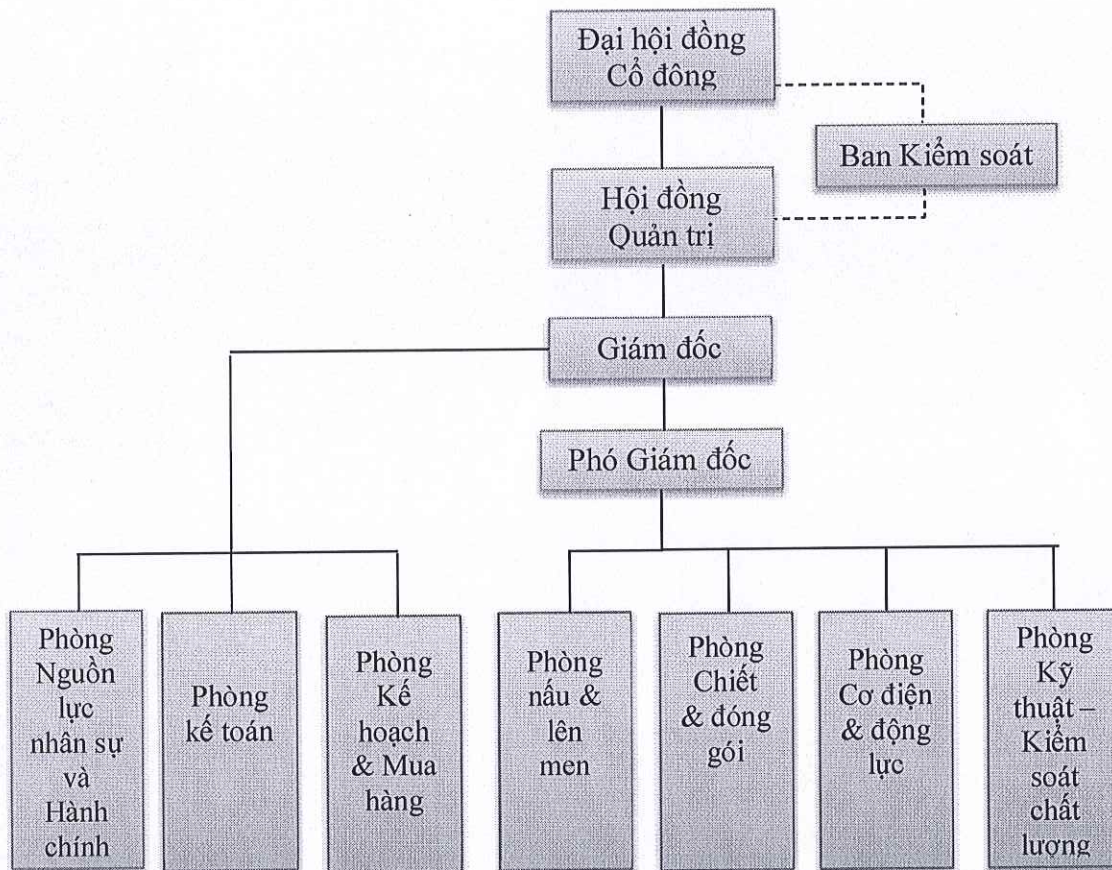 Đại hội đồng
Cổ đông
Ban Kiểm soát
Hội đồng
Quản trị
Giám đốc
Phó Giám đốc
Phòng
Nguồn
lực
nhân sự
và
Hành
chính
Phòng
kế toán
Phòng
Kế
hoạch
& Mua
hàng
Phòng
nấu &
lên
men
Phòng
Chiết
& đóng
gói
Phòng
Cơ điện
& động
lực
Phòng
Kỹ
thuật –
Kiểm
soát
chất
lượng